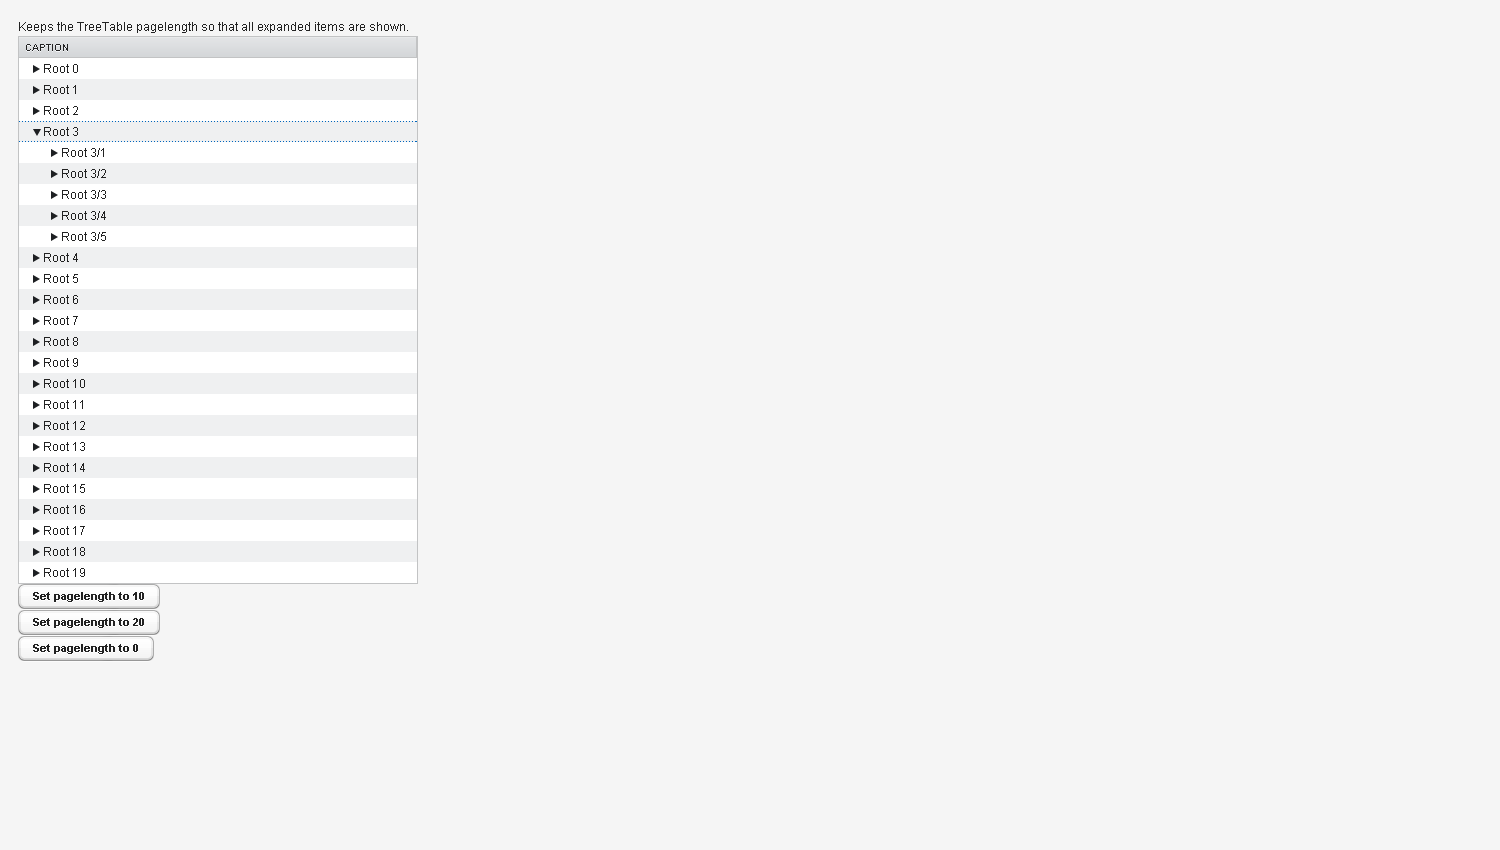 Keeps the TreeTable pagelength so that all expanded items are shown.
CAPTION
Root 0
Root 1
Root 2
Root 3
Root 3/1
Root 3/2
Root 3/3
Root 3/4
Root 3/5
Root 4
Root 5
Root 6
Root 7
Root 8
Root 9
Root 10
Root 11
Root 12
Root 13
Root 14
Root 15
Root 16
Root 17
Root 18
Root 19
Set pagelength to 10
Set pagelength to 20
Set pagelength to 0